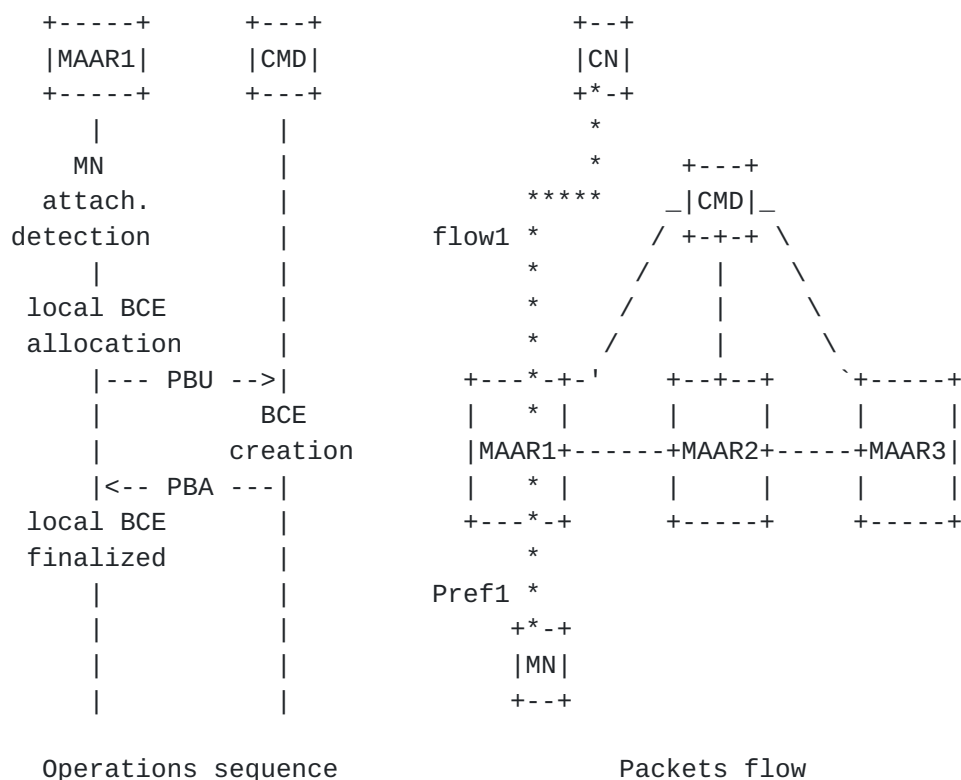 +-----+      +---+                +--+
|MAAR1|      |CMD|                |CN|
+-----+      +---+                +*-+
   |           |                   *
  MN           |                   *     +---+
attach.        |               *****    _|CMD|_
detection      |         flow1 *       / +-+-+ \
   |           |               *      /    |    \
local BCE      |               *     /     |     \
allocation     |               *    /      |      \
   |--- PBU -->|           +---*-+-'    +--+--+    `+-----+
   |          BCE          |   * |      |     |     |     |
   |        creation       |MAAR1+------+MAAR2+-----+MAAR3|
   |<-- PBA ---|           |   * |      |     |     |     |
local BCE      |           +---*-+      +-----+     +-----+
finalized      |               *
   |           |         Pref1 *
   |           |              +*-+
   |           |              |MN|
   |           |              +--+
Operations sequence                  Packets flow